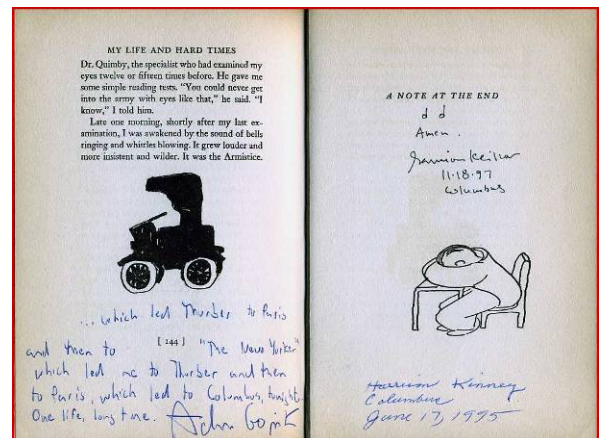 MY LIFE AND HARD TIMES
Dr. Quimby, the specialist who had examined my
eyes twelve or fifteen times before. He gave me
some simple reading tests. “You could never get
into the army with eyes like that,” he said. “I
know,” I told him.
Late one morning, shortly after my last ex-
amination, I was awakened by the sound of bells
ringing and whistles blowing. It grew louder and
more insistent and wilder. It was the Armistice.
... which led Thurber to Paris
[ 144 ]
and then to "The New Yorker"
which led me to Thurber and then
to Paris, which led to Columbus, tonight.
One life, long time. Adam Gopnik
A NOTE AT THE END
Amen.
Garrison Keillor
11·18·97
Columbus
Harrison Kinney
Columbus
June 17, 1995